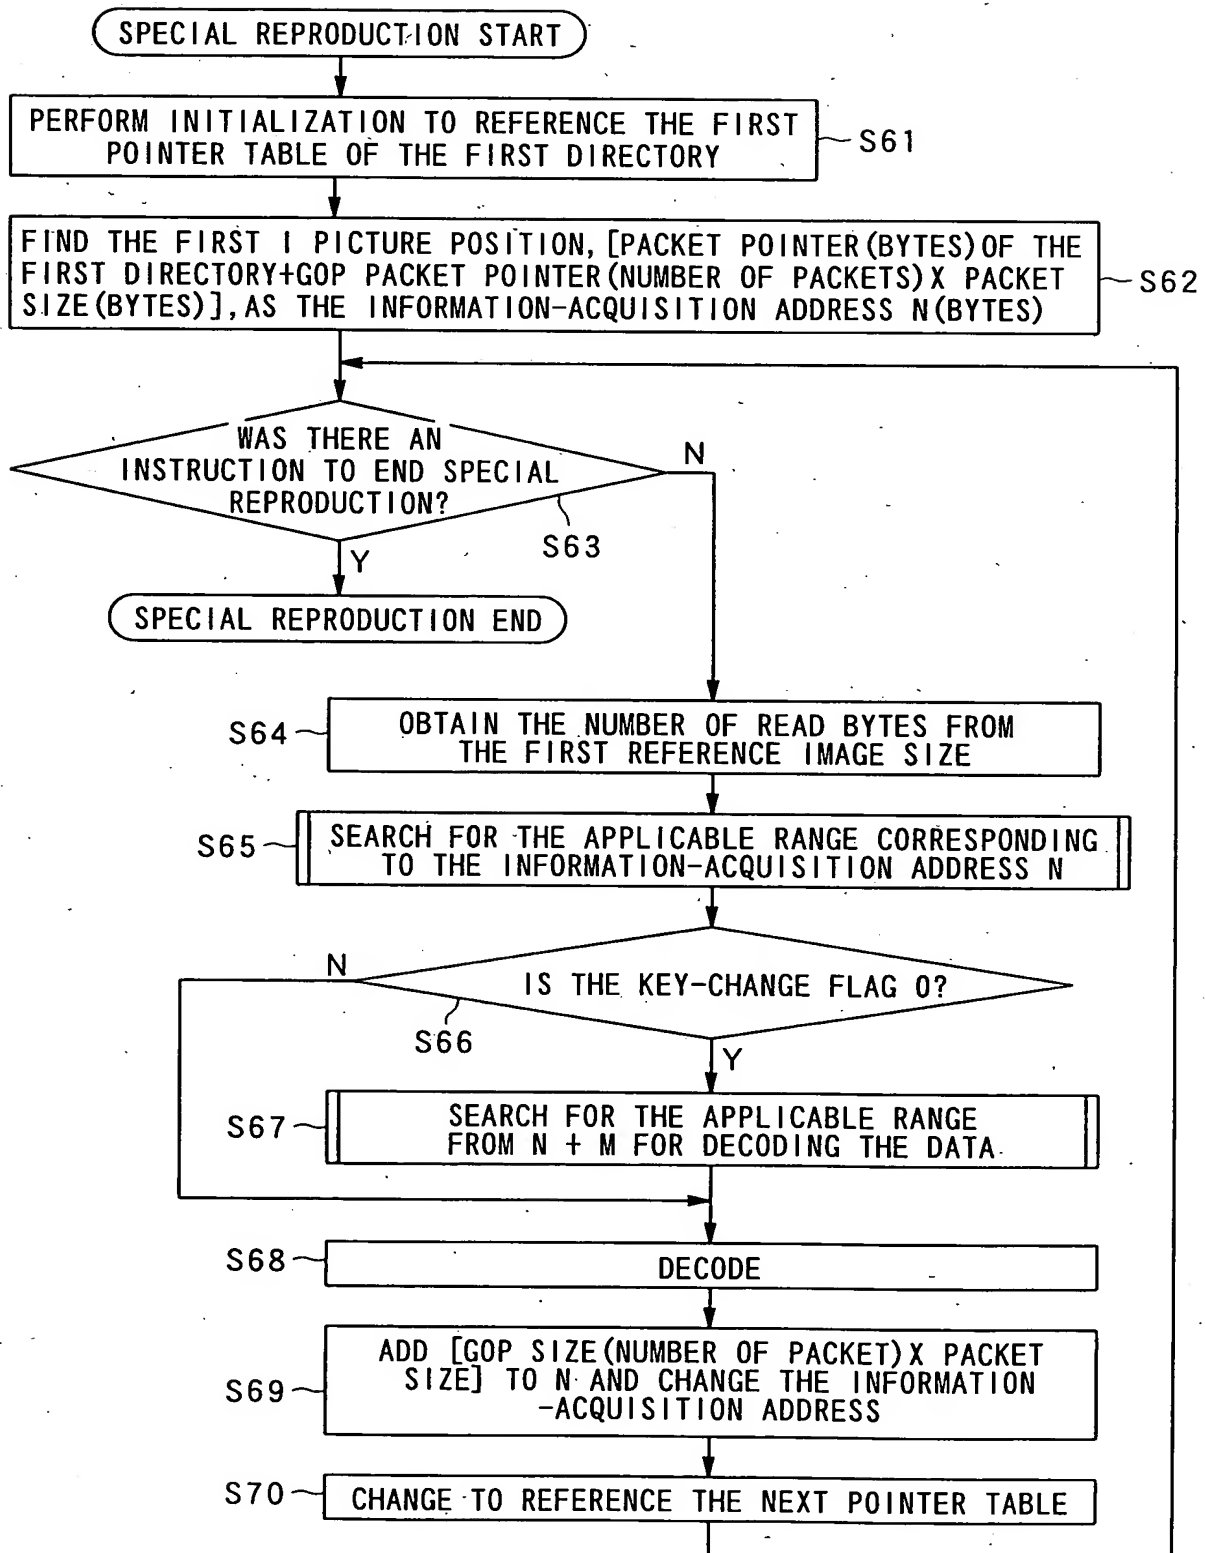 SPECIAL REPRODUCTION START
PERFORM INITIALIZATION TO REFERENCE THE FIRST
POINTER TABLE OF THE FIRST DIRECTORY
S61
FIND THE FIRST I PICTURE POSITION, [PACKET POINTER(BYTES)OF THE
FIRST DIRECTORY+GOP PACKET POINTER(NUMBER OF PACKETS)X PACKET
SIZE(BYTES)],AS THE INFORMATION-ACQUISITION ADDRESS N(BYTES)
S62
WAS THERE AN
INSTRUCTION TO END SPECIAL
REPRODUCTION?
N
S63
Y
SPECIAL REPRODUCTION END
S64
OBTAIN THE NUMBER OF READ BYTES FROM
THE FIRST REFERENCE IMAGE SIZE
S65
SEARCH FOR THE APPLICABLE RANGE CORRESPONDING
TO THE INFORMATION-ACQUISITION ADDRESS N
N
IS THE KEY-CHANGE FLAG 0?
S66
Y
S67
SEARCH FOR THE APPLICABLE RANGE
FROM N + M FOR DECODING THE DATA
S68
DECODE
S69
ADD [GOP SIZE(NUMBER OF PACKET)X PACKET
SIZE] TO N AND CHANGE THE INFORMATION
-ACQUISITION ADDRESS
S70
CHANGE TO REFERENCE THE NEXT POINTER TABLE